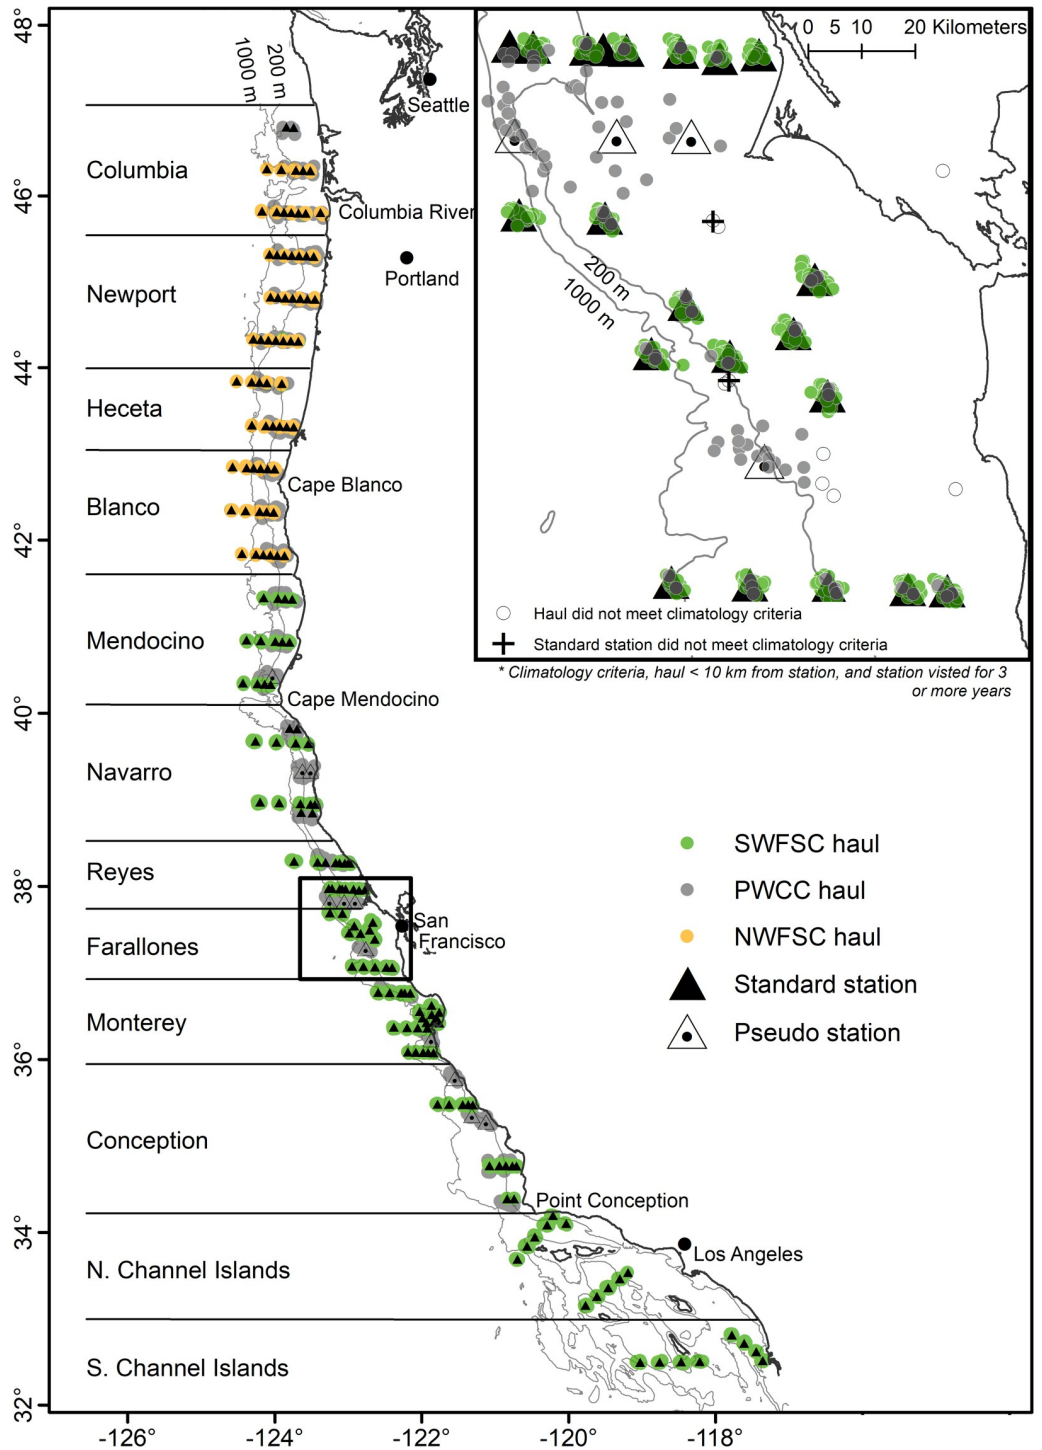 48°
46°
44°
42°
40°
38°
36°
34°
32°
-126°
-124°
-122°
-120°
-118°
1000 m
200 m
Seattle
Columbia
Columbia River
Portland
Newport
Heceta
Cape Blanco
Blanco
Mendocino
Cape Mendocino
Navarro
Reyes
San
Francisco
Farallones
Monterey
Conception
Point Conception
Los Angeles
N. Channel Islands
S. Channel Islands
0 5 10 20 Kilometers
200 m
1000 m
Haul did not meet climatology criteria
Standard station did not meet climatology criteria
* Climatology criteria, haul < 10 km from station, and station visted for 3
or more years
SWFSC haul
PWCC haul
NWFSC haul
Standard station
Pseudo station